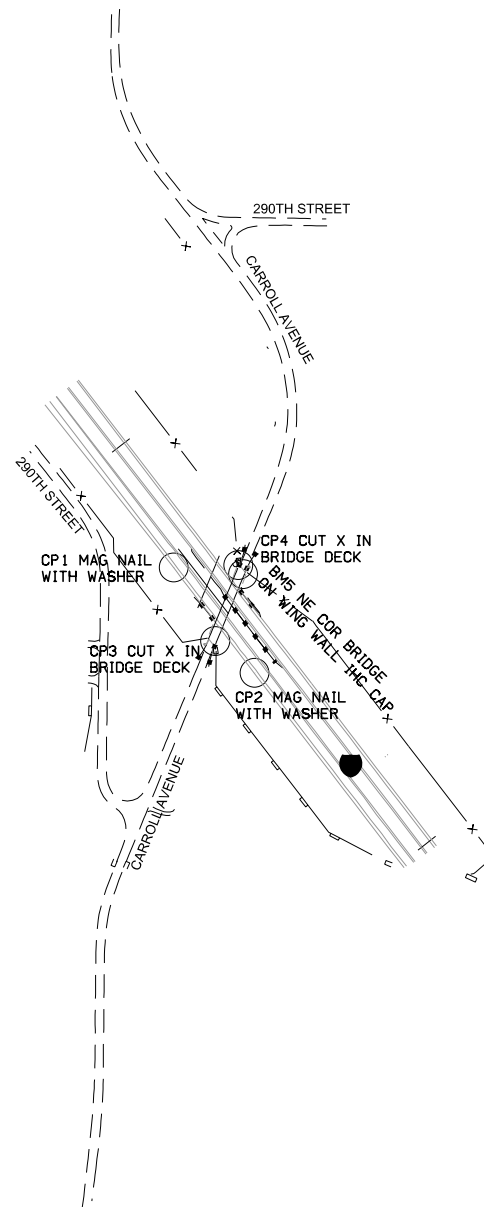 290TH STREET
CARROLL AVENUE
290TH STREET
CP4 CUT X IN
BRIDGE DECK
CP1 MAG NAIL
WITH WASHER
BM5 NE COR BRIDGE
ON WING WALL IHC CAP
CP3 CUT X IN
BRIDGE DECK
CP2 MAG NAIL
WITH WASHER
CARROLL AVENUE